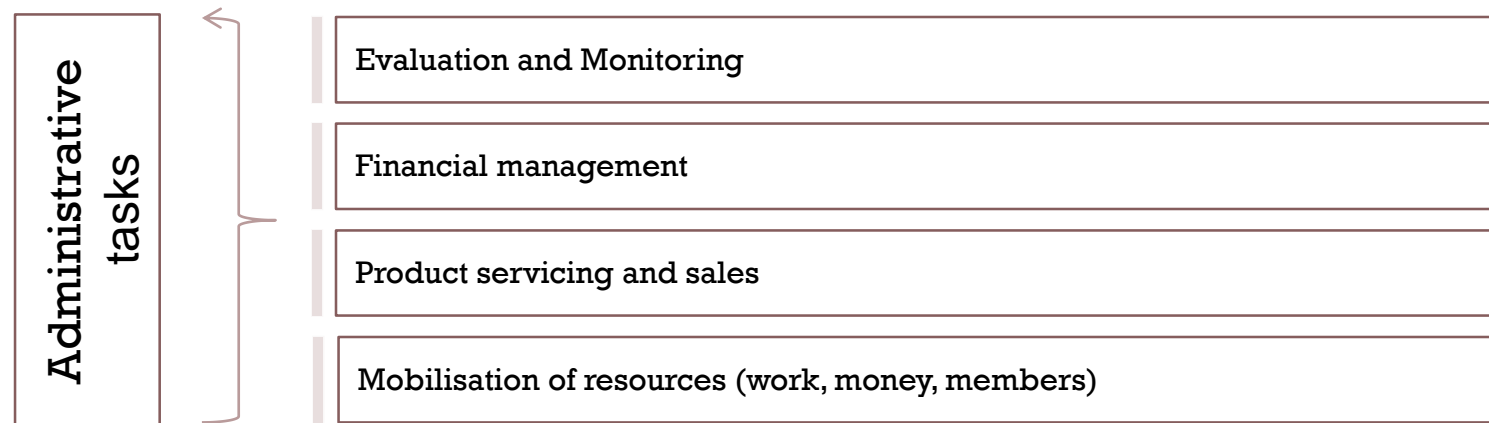 Administrative
tasks
Evaluation and Monitoring
Financial management
Product servicing and sales
Mobilisation of resources (work, money, members)